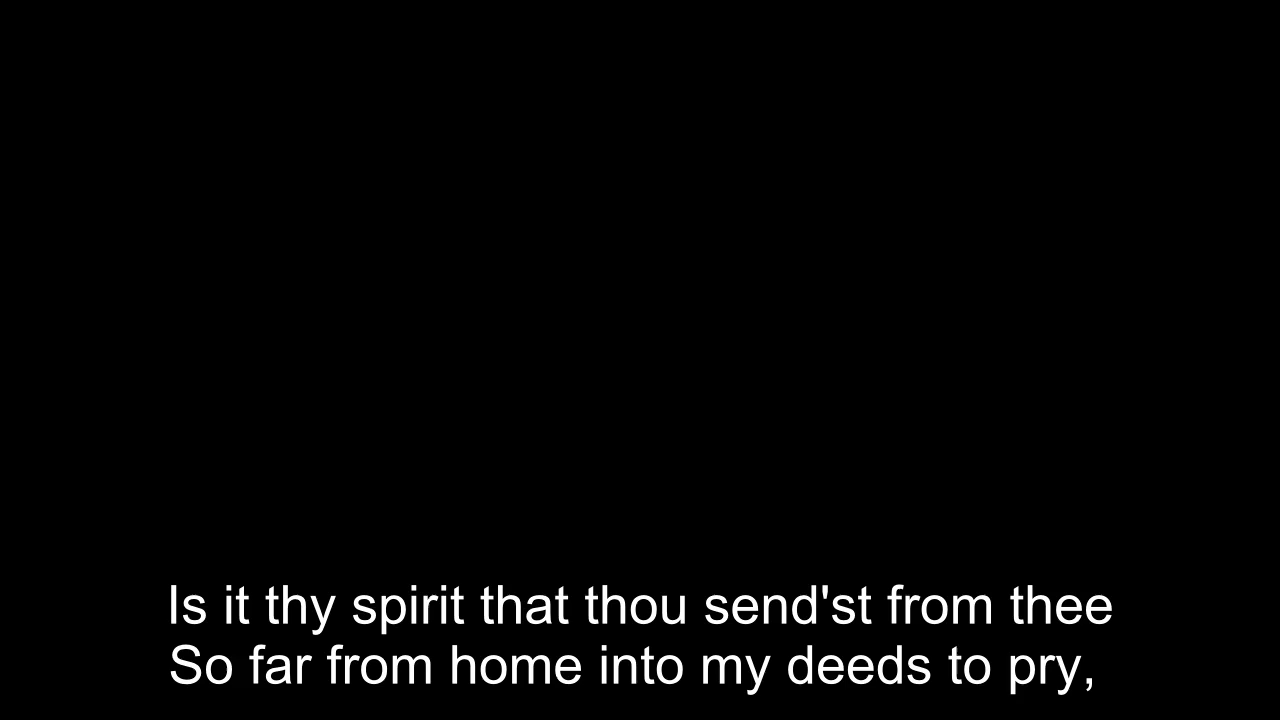 Is it thy spirit that thou send'st from thee
So far from home into my deeds to pry,